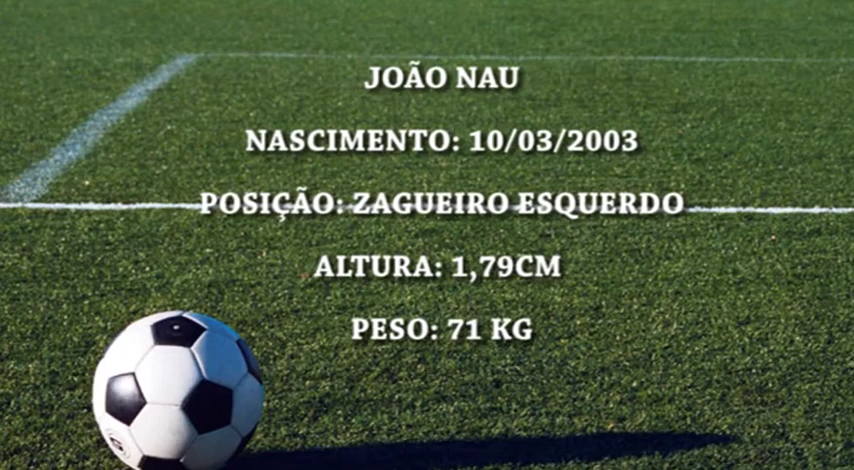 JOÃO NAU
NASCIMENTO: 10/03/2003
POSIÇÃO: ZAGUEIRO ESQUERDO
ALTURA: 1,79CM
PESO: 71 KG